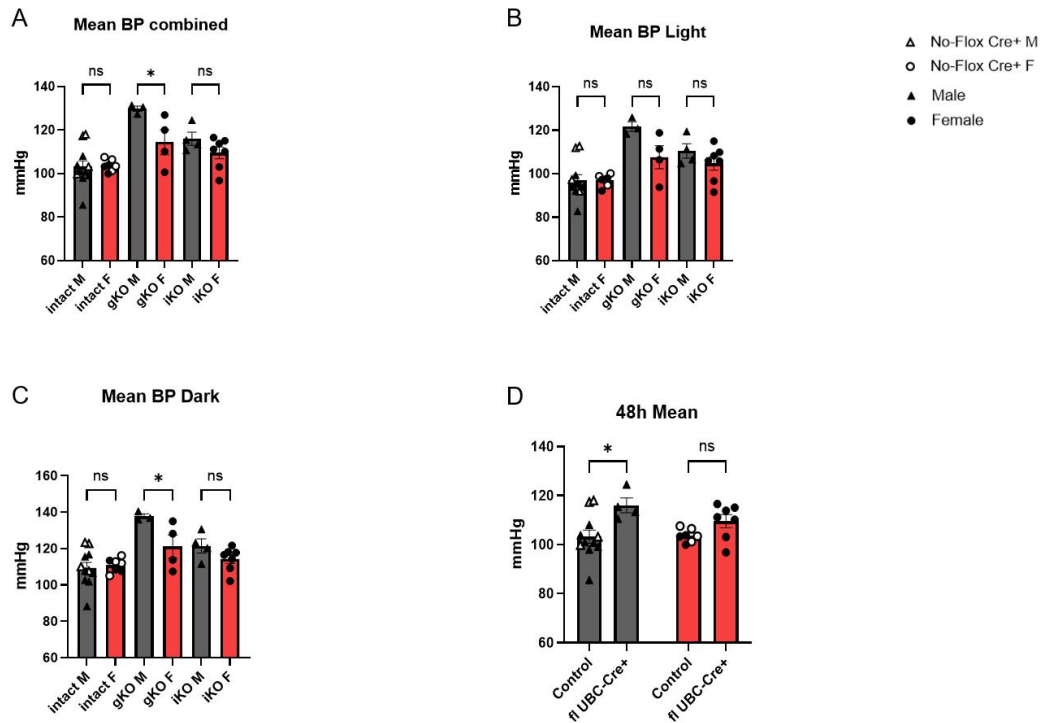 A
Mean BP combined
ns
*
ns
140
120
100
80
60
mmHg
intact M
intact F
gKO M
gKO F
iKO M
iKO F
B
Mean BP Light
ns
ns
ns
140
120
100
80
60
mmHg
intact M
intact F
gKO M
gKO F
iKO M
iKO F
No-Flox Cre+ M
No-Flox Cre+ F
Male
Female
C
Mean BP Dark
ns
*
ns
160
140
120
100
80
60
mmHg
intact M
intact F
gKO M
gKO F
iKO M
iKO F
D
48h Mean
*
ns
140
120
100
80
60
mmHg
Control
fl UBC-Cre+
Control
fl UBC-Cre+